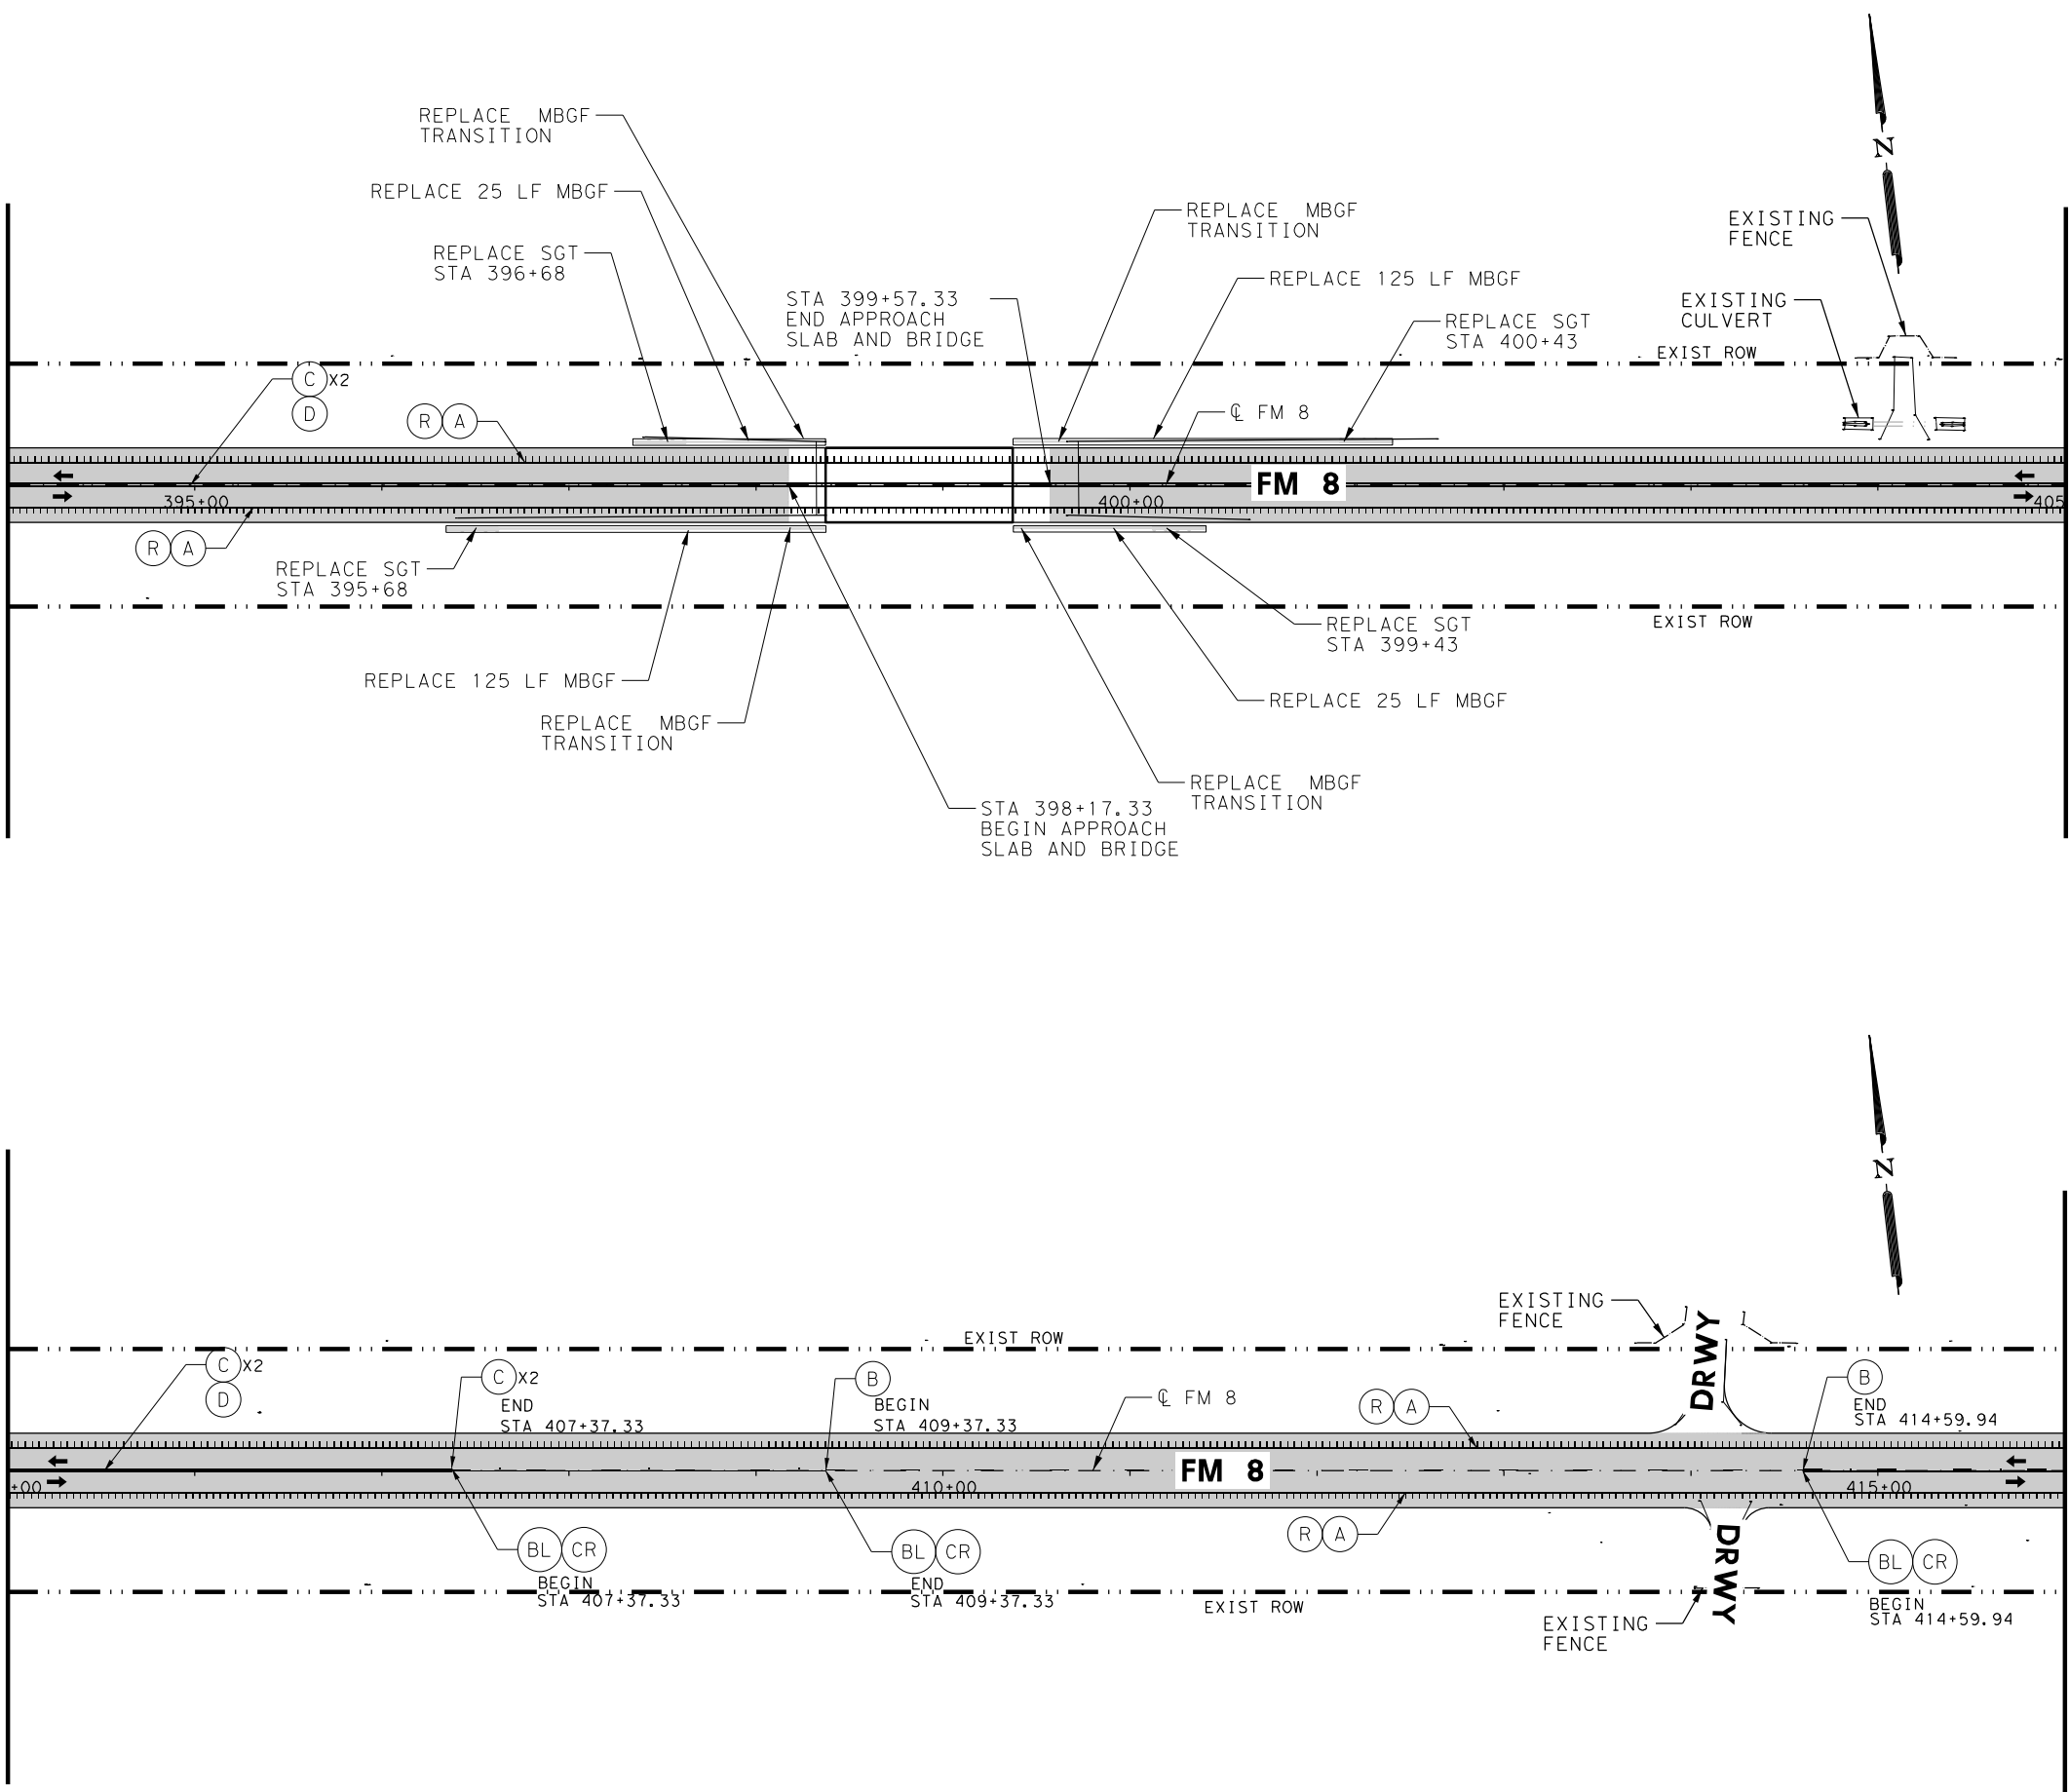 REPLACE MBGF
TRANSITION
REPLACE 25 LF MBGF
REPLACE SGT
STA 396+68
STA 399+57.33
END APPROACH
SLAB AND BRIDGE
REPLACE MBGF
TRANSITION
REPLACE 125 LF MBGF
REPLACE SGT
STA 400+43
EXISTING
FENCE
EXISTING
CULVERT
N
EXIST ROW
C X2
D
R A
℄ FM 8
395+00
400+00
FM 8
405
R A
REPLACE SGT
STA 395+68
REPLACE 125 LF MBGF
REPLACE MBGF
TRANSITION
STA 398+17.33
BEGIN APPROACH
SLAB AND BRIDGE
REPLACE MBGF
TRANSITION
REPLACE 25 LF MBGF
REPLACE SGT
STA 399+43
EXIST ROW
N
EXISTING
FENCE
EXIST ROW
DRWY
C X2
D
C X2
END
STA 407+37.33
B
BEGIN
STA 409+37.33
℄ FM 8
R A
B
END
STA 414+59.94
+00
410+00
FM 8
415+00
BL CR
BEGIN
STA 407+37.33
BL CR
END
STA 409+37.33
R A
DRWY
BL CR
BEGIN
STA 414+59.94
EXIST ROW
EXISTING
FENCE